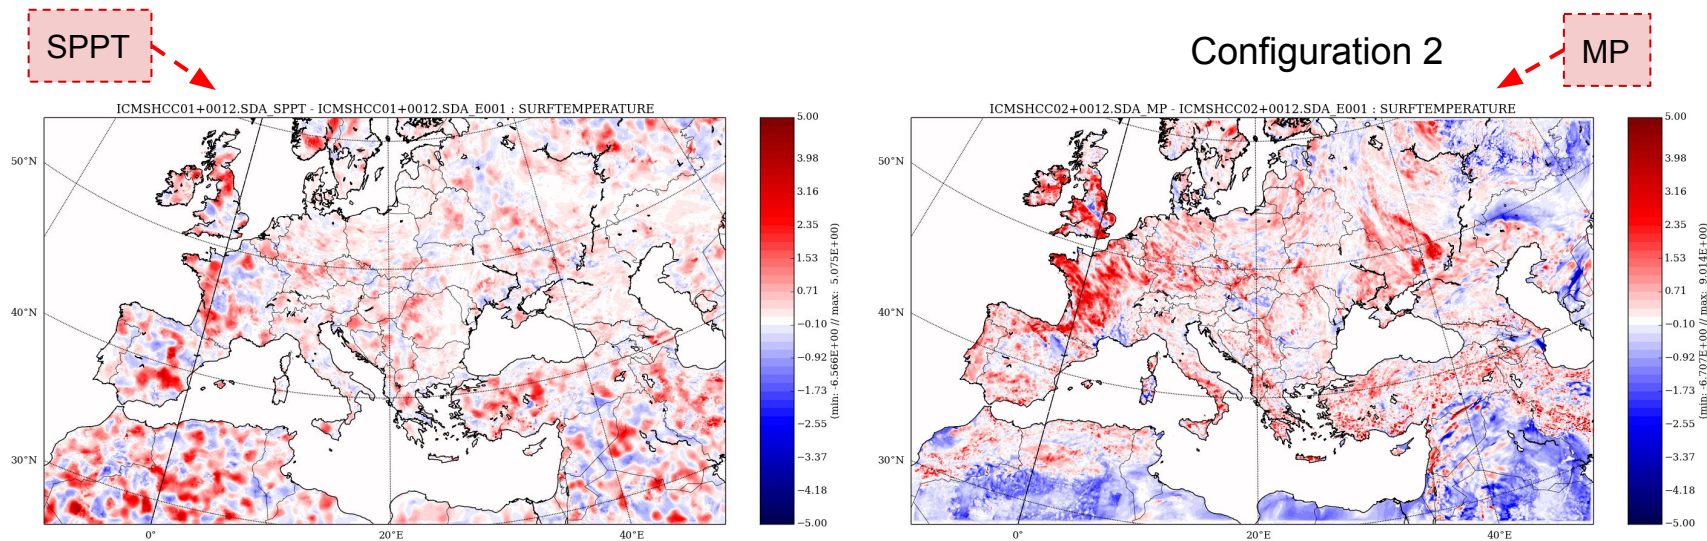 SPPT
Configuration 2
MP
ICMSHCC01+0012.SDA_SPPT - ICMSHCC01+0012.SDA_E001 : SURFTEMPERATURE
50°N
40°N
30°N
0°
20°E
40°E
5.00
3.98
3.16
2.35
1.53
0.71
−0.10
−0.92
−1.73
−2.55
−3.37
−4.18
−5.00
(min: -6.566E+00 // max: 5.075E+00)
ICMSHCC02+0012.SDA_MP - ICMSHCC02+0012.SDA_E001 : SURFTEMPERATURE
50°N
40°N
30°N
0°
20°E
40°E
5.00
3.98
3.16
2.35
1.53
0.71
−0.10
−0.92
−1.73
−2.55
−3.37
−4.18
−5.00
(min: -6.707E+00 // max: 9.014E+00)